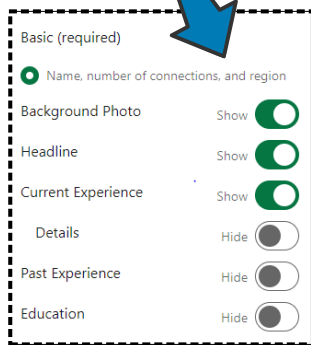 Basic (required)
Name, number of connections, and region
Background Photo Show
Headline Show
Current Experience Show
Details Hide
Past Experience Hide
Education Hide